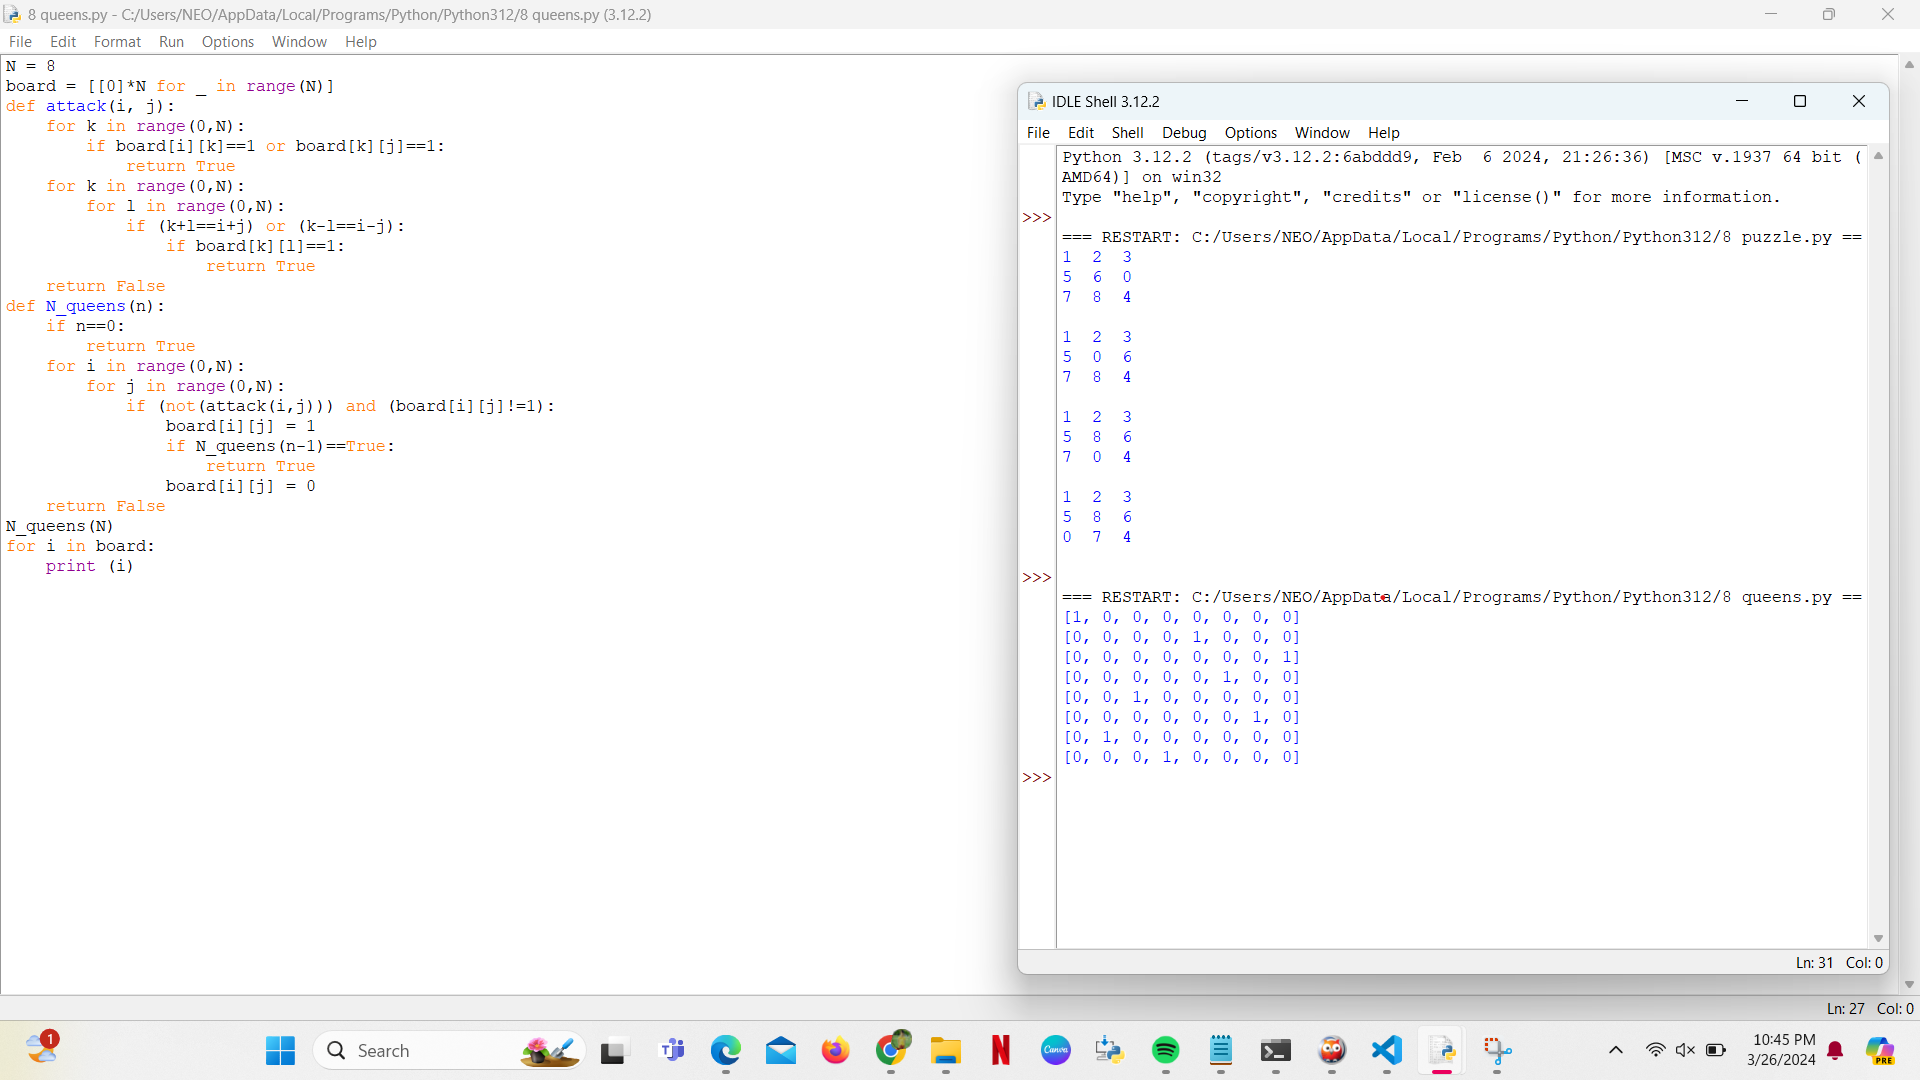 8 queens.py - C:/Users/NEO/AppData/Local/Programs/Python/Python312/8 queens.py (3.12.2)
File Edit Format Run Options Window Help
N = 8
board = [[0]*N for _ in range(N)]
def attack(i, j):
    for k in range(0,N):
        if board[i][k]==1 or board[k][j]==1:
            return True
    for k in range(0,N):
        for l in range(0,N):
            if (k+l==i+j) or (k-l==i-j):
                if board[k][l]==1:
                    return True
    return False
def N_queens(n):
    if n==0:
        return True
    for i in range(0,N):
        for j in range(0,N):
            if (not(attack(i,j))) and (board[i][j]!=1):
                board[i][j] = 1
                if N_queens(n-1)==True:
                    return True
                board[i][j] = 0
    return False
N_queens(N)
for i in board:
    print (i)
IDLE Shell 3.12.2
File Edit Shell Debug Options Window Help
Python 3.12.2 (tags/v3.12.2:6abddd9, Feb  6 2024, 21:26:36) [MSC v.1937 64 bit (
AMD64)] on win32
Type "help", "copyright", "credits" or "license()" for more information.
>>>
=== RESTART: C:/Users/NEO/AppData/Local/Programs/Python/Python312/8 puzzle.py ==
1  2  3
5  6  0
7  8  4
1  2  3
5  0  6
7  8  4
1  2  3
5  8  6
7  0  4
1  2  3
5  8  6
0  7  4
>>>
=== RESTART: C:/Users/NEO/AppData/Local/Programs/Python/Python312/8 queens.py ==
[1, 0, 0, 0, 0, 0, 0, 0]
[0, 0, 0, 0, 1, 0, 0, 0]
[0, 0, 0, 0, 0, 0, 0, 1]
[0, 0, 0, 0, 0, 1, 0, 0]
[0, 0, 1, 0, 0, 0, 0, 0]
[0, 0, 0, 0, 0, 0, 1, 0]
[0, 1, 0, 0, 0, 0, 0, 0]
[0, 0, 0, 1, 0, 0, 0, 0]
>>>
Ln: 31 Col: 0
Ln: 27 Col: 0
1
Search
Canva
10:45 PM
3/26/2024
PRE